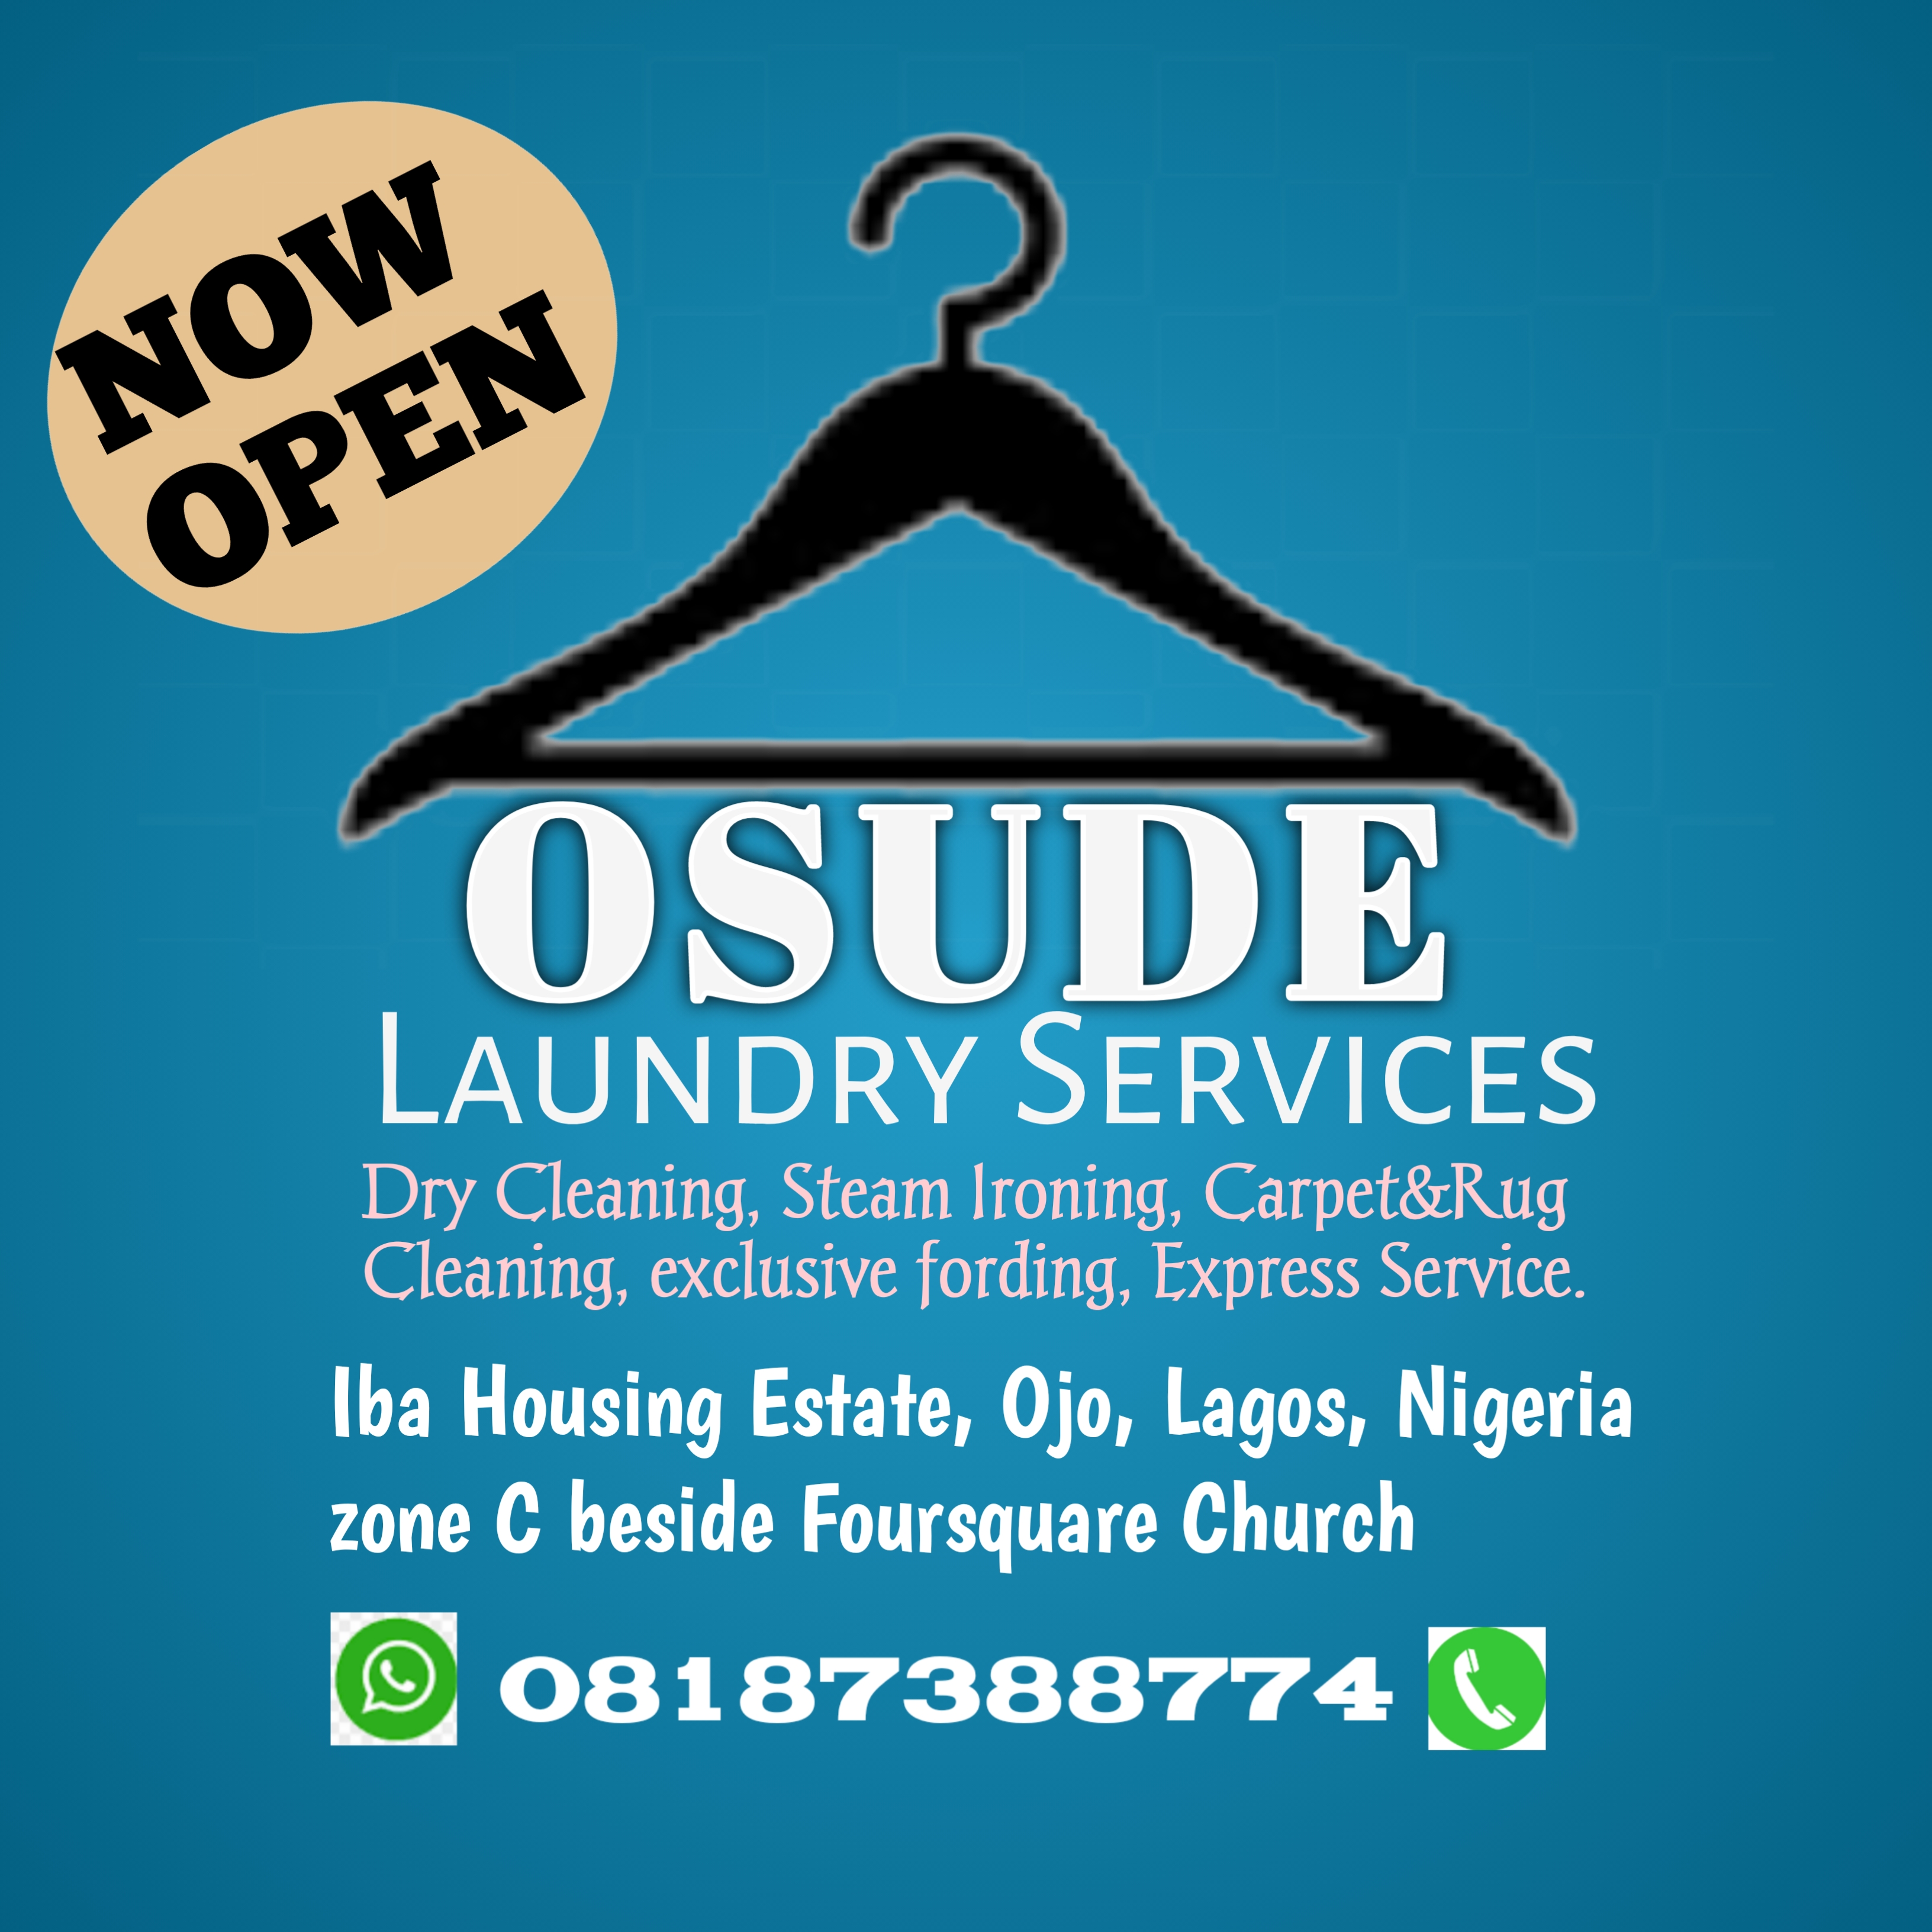 NOW
OPEN
OSUDE
LAUNDRY SERVICES
Dry Cleaning, Steam Ironing, Carpet&Rug
Cleaning, exclusive fording, Express Service.
Iba Housing Estate, Ojo, Lagos, Nigeria
zone C beside Foursquare Church
08187388774